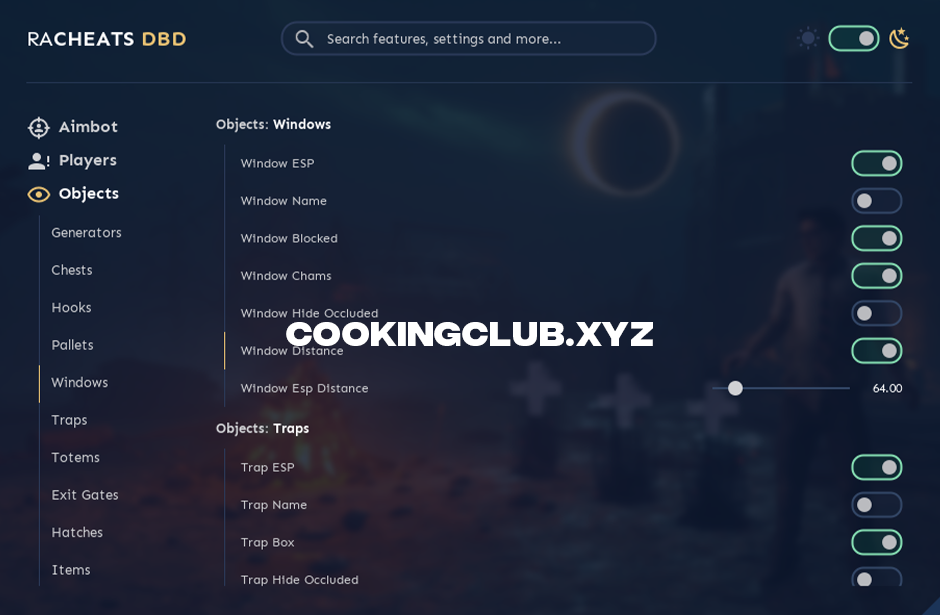 RACHEATS DBD
Search features, settings and more...
Aimbot
Players
Objects
Generators
Chests
Hooks
Pallets
Windows
Traps
Totems
Exit Gates
Hatches
Items
Objects: Windows
Window ESP
Window Name
Window Blocked
Window Chams
Window Hide Occluded
COOKINGCLUB.XYZ
Window Distance
Window Esp Distance
64.00
Objects: Traps
Trap ESP
Trap Name
Trap Box
Trap Hide Occluded